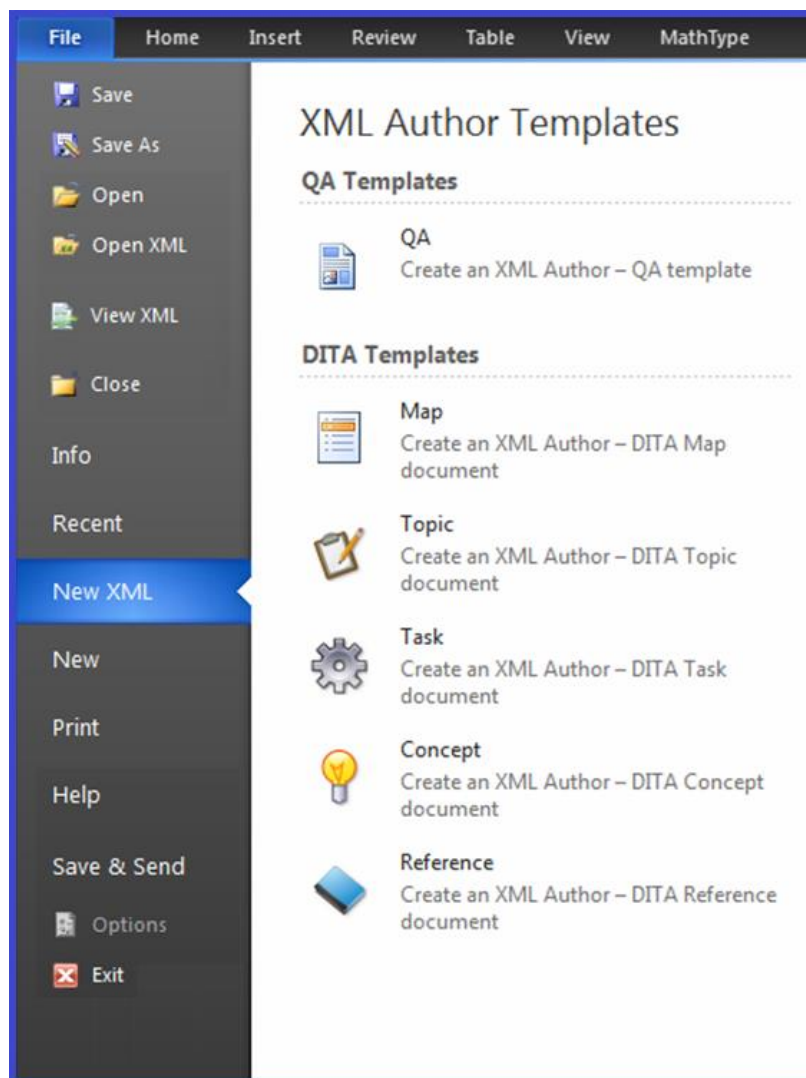 File Home Insert Review Table View MathType
Save
Save As
Open
Open XML
View XML
Close
Info
Recent
New XML
New
Print
Help
Save & Send
Options
Exit
XML Author Templates
QA Templates
QA
Create an XML Author – QA template
DITA Templates
Map
Create an XML Author – DITA Map
document
Topic
Create an XML Author – DITA Topic
document
Task
Create an XML Author – DITA Task
document
Concept
Create an XML Author – DITA Concept
document
Reference
Create an XML Author – DITA Reference
document